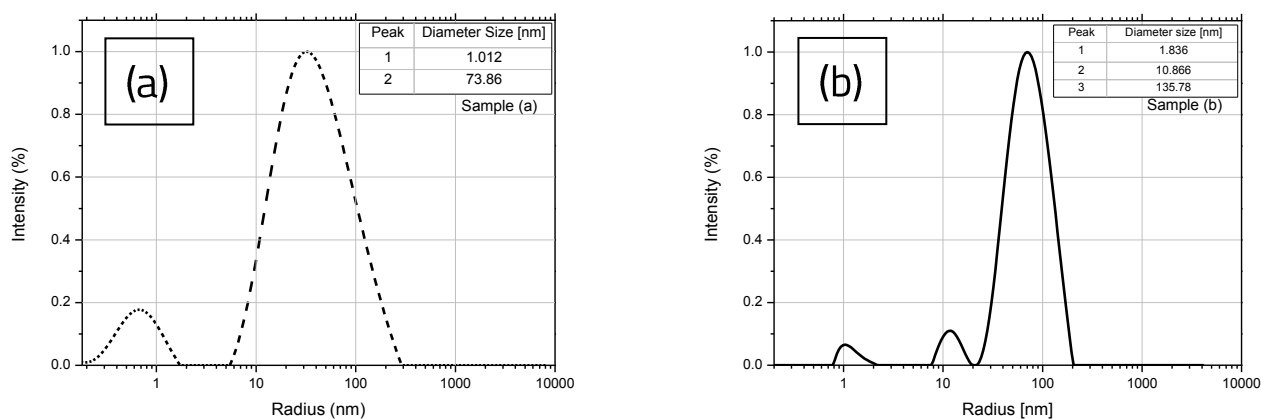 (a)
Peak Diameter Size [nm]
1 1.012
2 73.86
Sample (a)
Intensity (%)
1.0
0.8
0.6
0.4
0.2
0.0
1 10 100 1000 10000
Radius (nm)
(b)
Peak Diameter size [nm]
1 1.836
2 10.866
3 135.78
Sample (b)
Intensity (%)
1.0
0.8
0.6
0.4
0.2
0.0
1 10 100 1000 10000
Radius [nm]